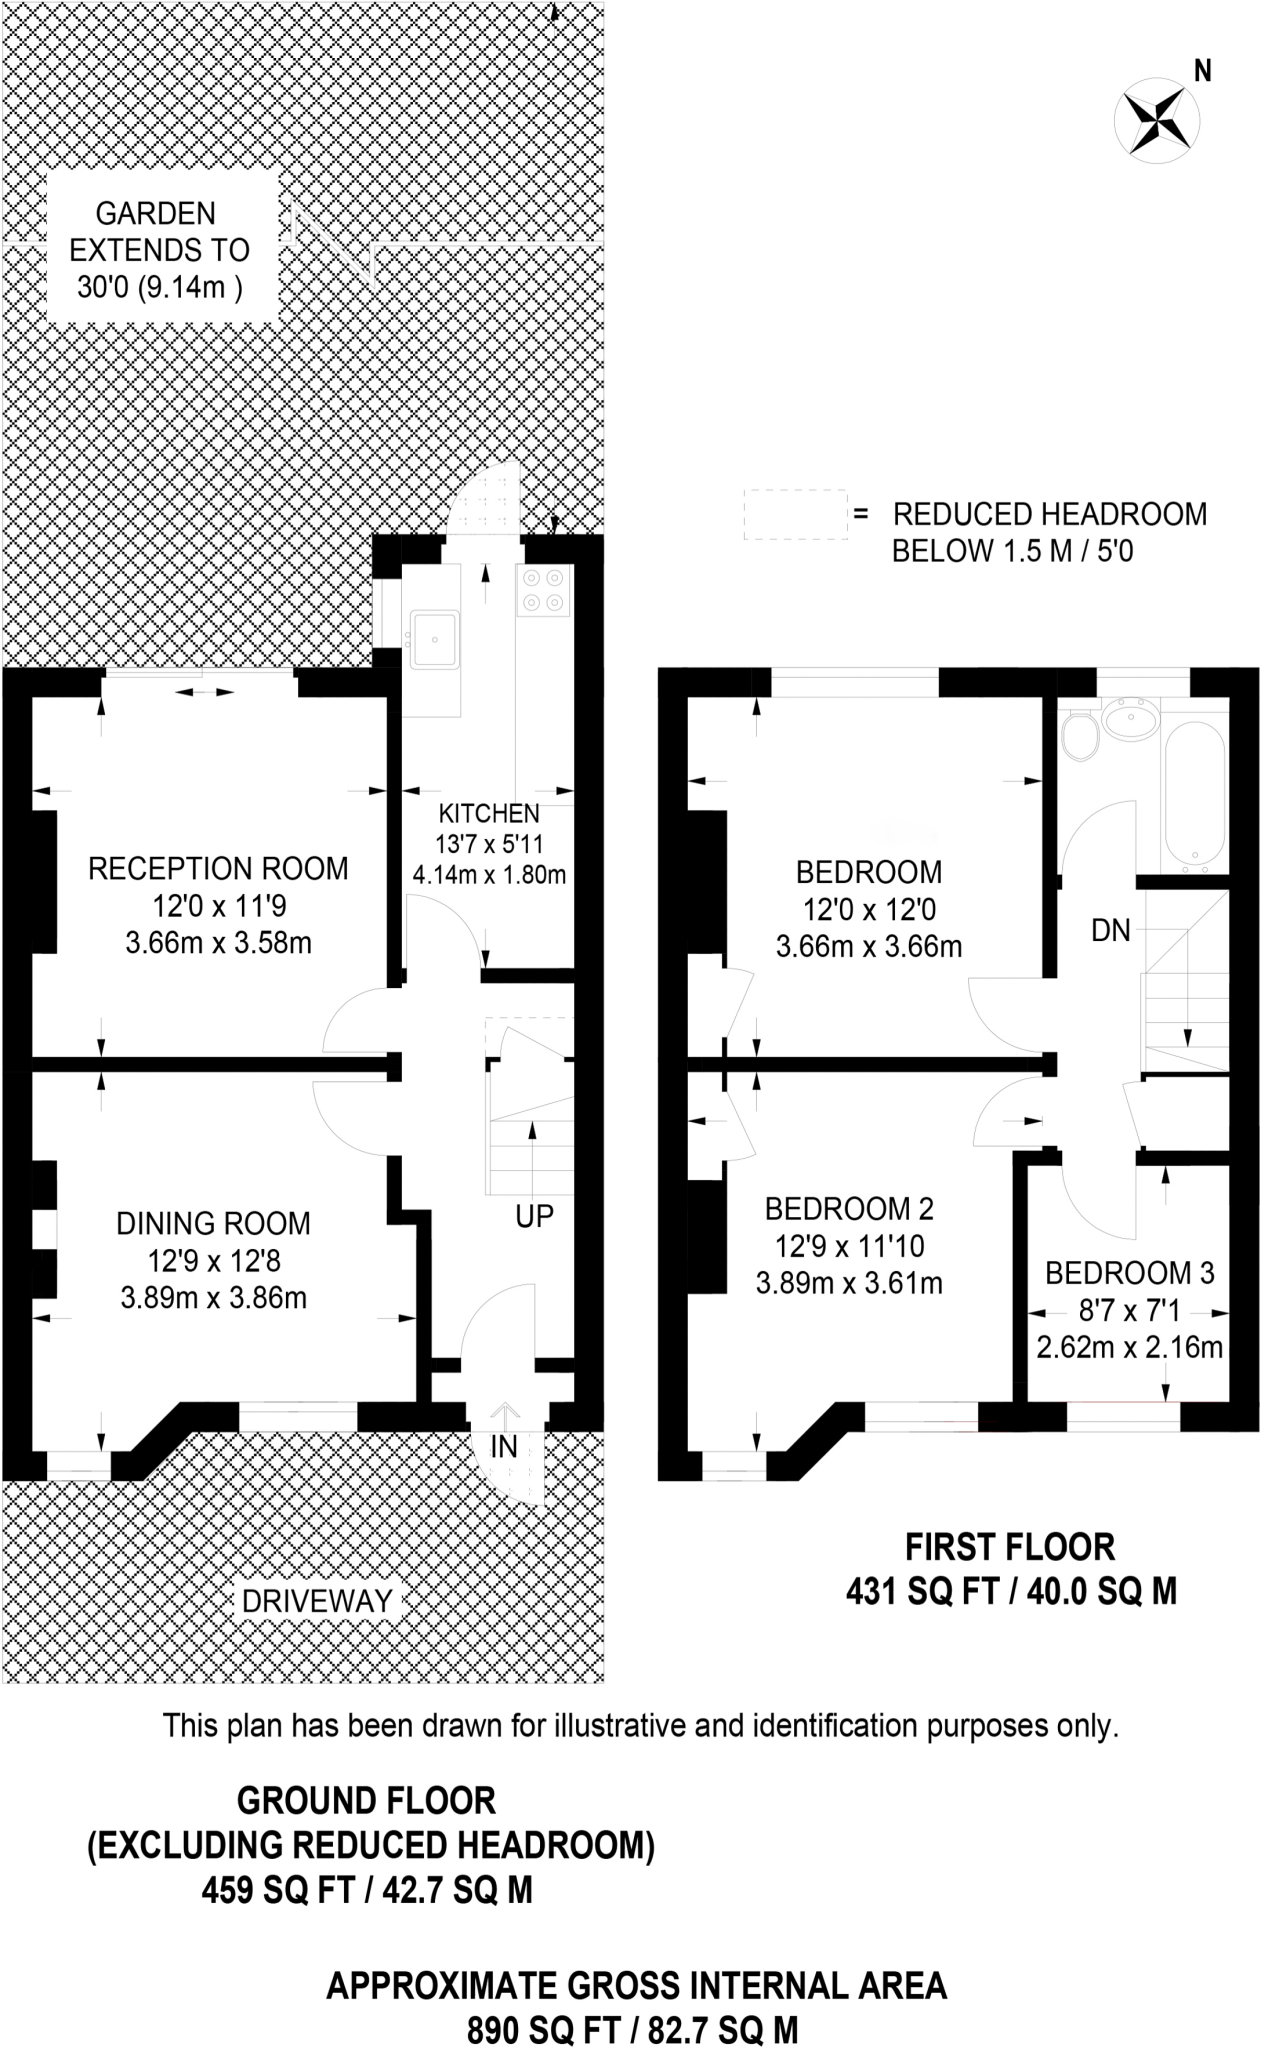 N
GARDEN
EXTENDS TO
30'0 (9.14m )
= REDUCED HEADROOM
BELOW 1.5 M / 5'0
KITCHEN
13'7 x 5'11
4.14m x 1.80m
RECEPTION ROOM
12'0 x 11'9
3.66m x 3.58m
BEDROOM
12'0 x 12'0
3.66m x 3.66m
DN
DINING ROOM
12'9 x 12'8
3.89m x 3.86m
UP
BEDROOM 2
12'9 x 11'10
3.89m x 3.61m
BEDROOM 3
8'7 x 7'1
2.62m x 2.16m
IN
DRIVEWAY
FIRST FLOOR
431 SQ FT / 40.0 SQ M
This plan has been drawn for illustrative and identification purposes only.
GROUND FLOOR
(EXCLUDING REDUCED HEADROOM)
459 SQ FT / 42.7 SQ M
APPROXIMATE GROSS INTERNAL AREA
890 SQ FT / 82.7 SQ M